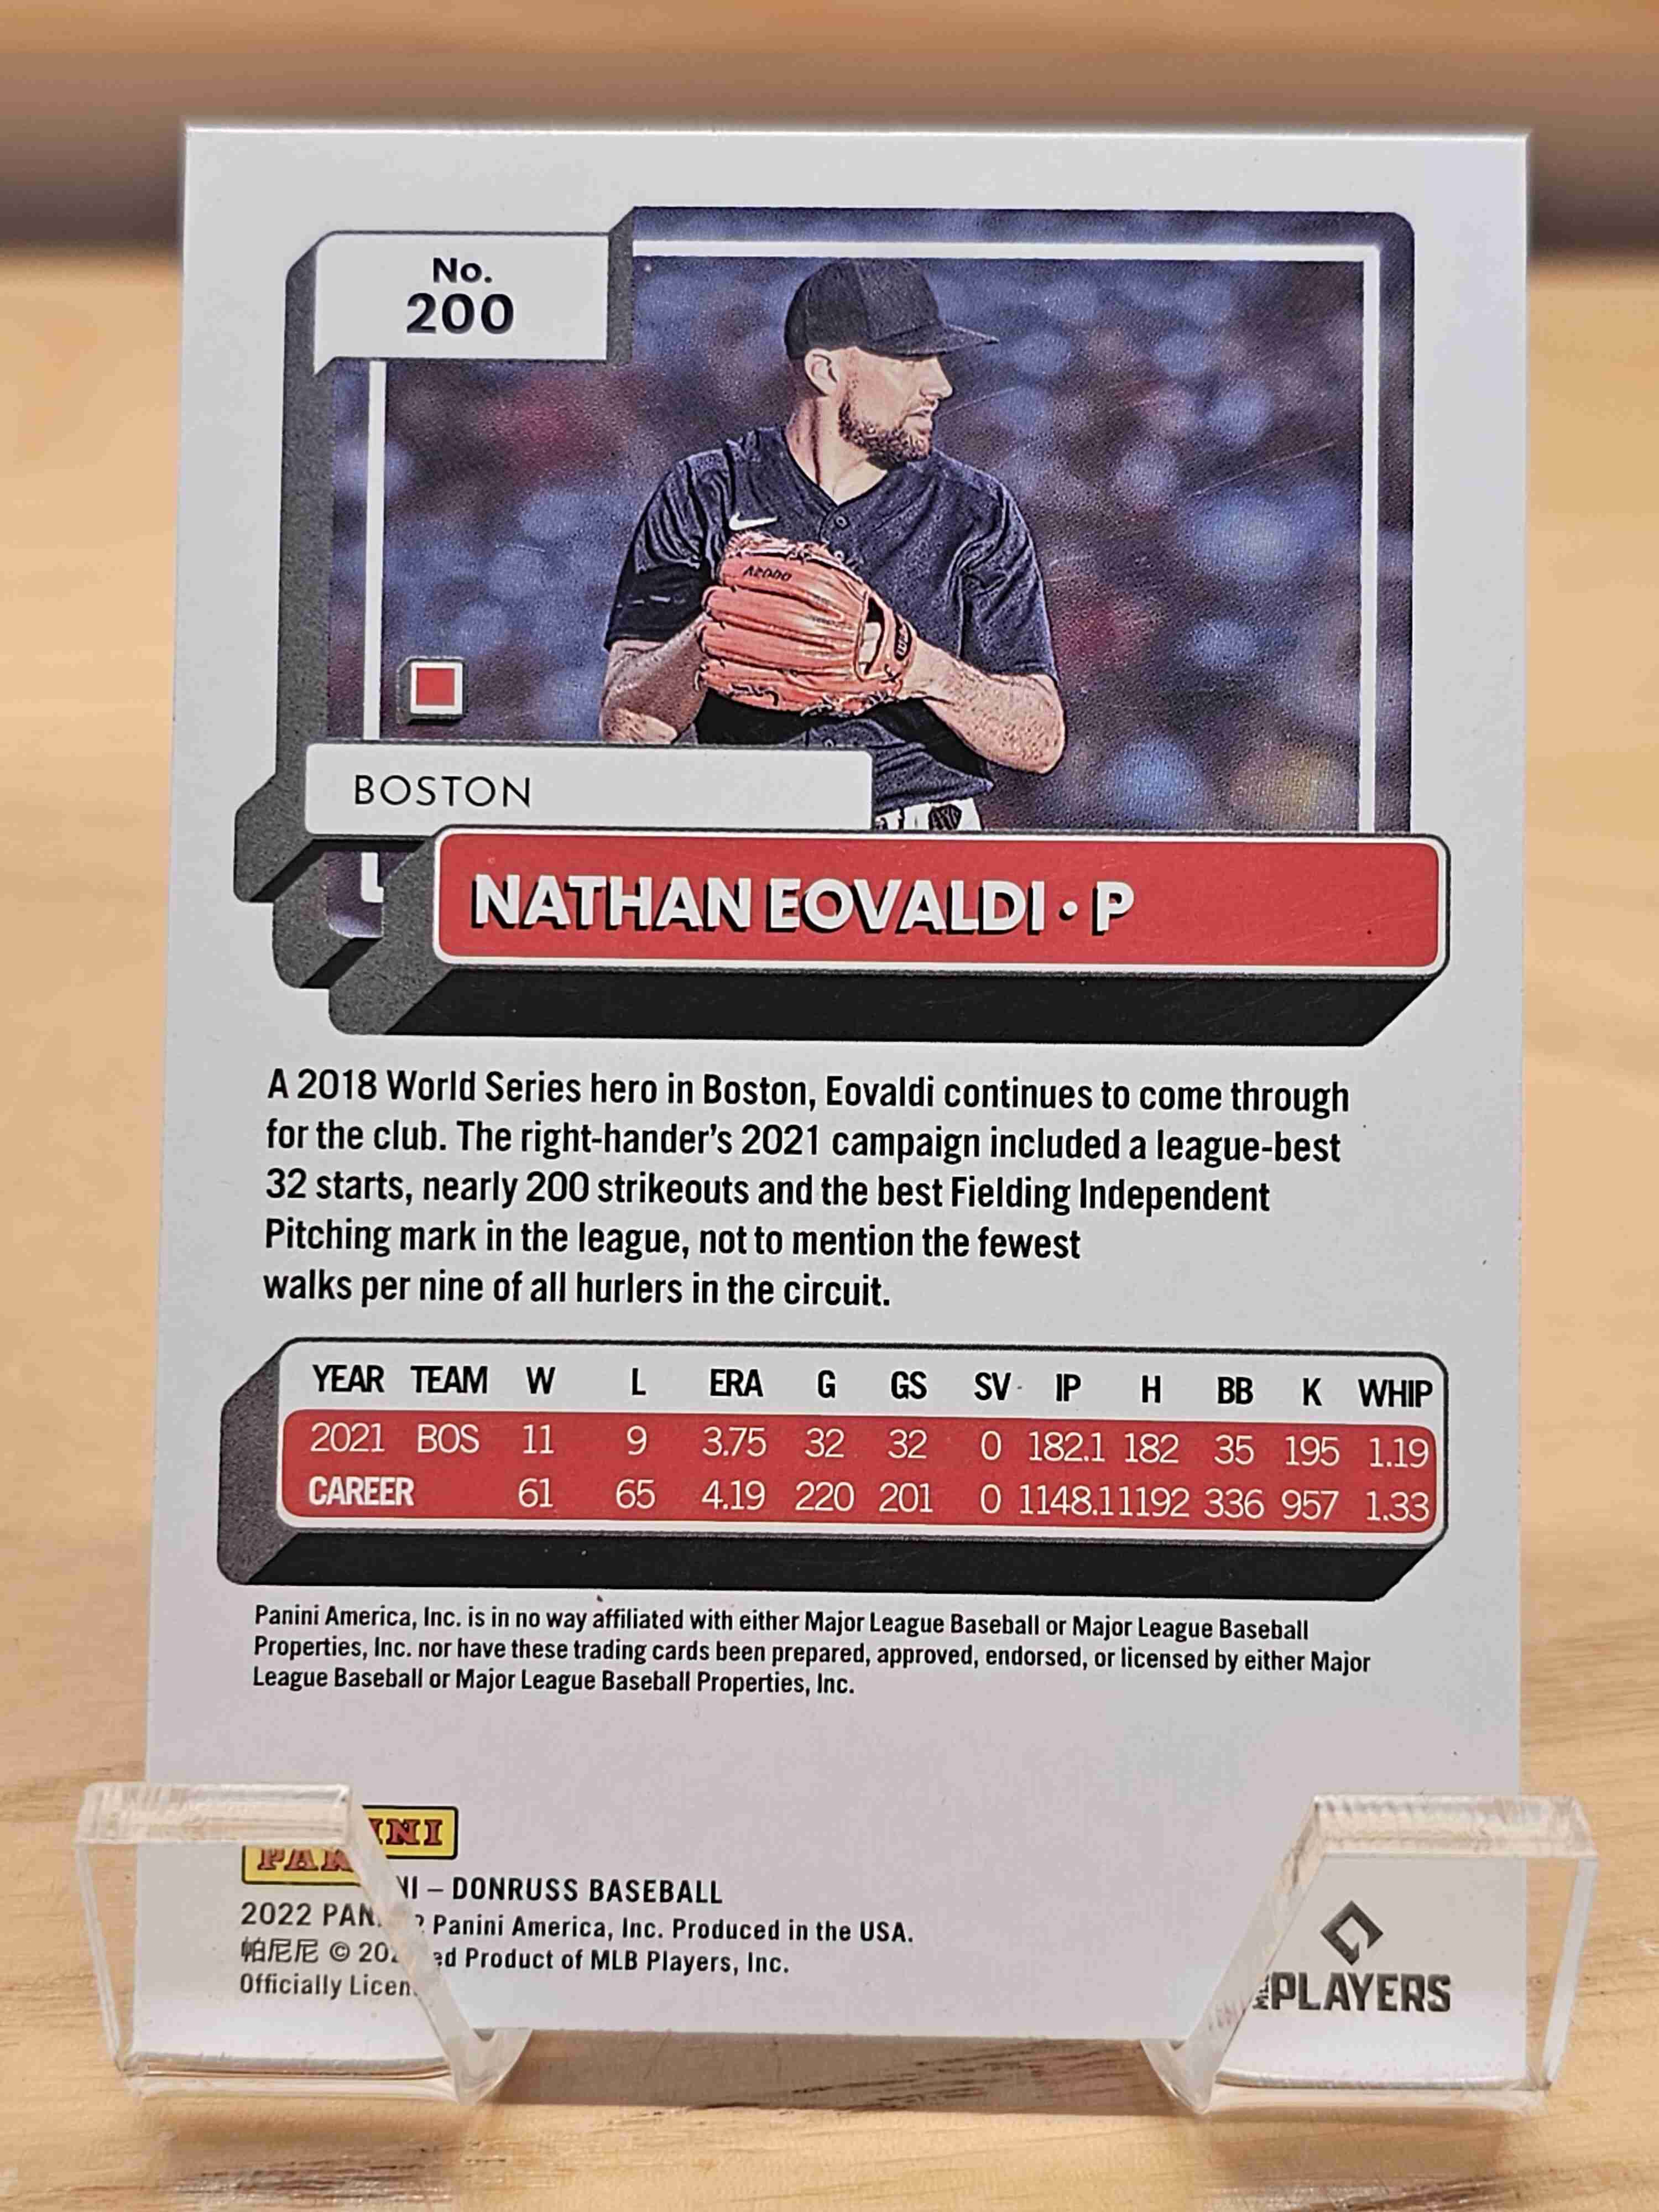 No.
200
A2000
BOSTON
NATHAN EOVALDI • P
A 2018 World Series hero in Boston, Eovaldi continues to come through
for the club. The right-hander's 2021 campaign included a league-best
32 starts, nearly 200 strikeouts and the best Fielding Independent
Pitching mark in the league, not to mention the fewest
walks per nine of all hurlers in the circuit.
YEAR TEAM W L ERA G GS SV IP H BB K WHIP
2021 BOS 11 9 3.75 32 32 0 182.1 182 35 195 1.19
CAREER 61 65 4.19 220 201 0 1148.1 1192 336 957 1.33
Panini America, Inc. is in no way affiliated with either Major League Baseball or Major League Baseball
Properties, Inc. nor have these trading cards been prepared, approved, endorsed, or licensed by either Major
League Baseball or Major League Baseball Properties, Inc.
2022 – DONRUSS BASEBALL
帕尼尼 © Panini America, Inc. Produced in the USA.
Officially Product of MLB Players, Inc.
PLAYERS